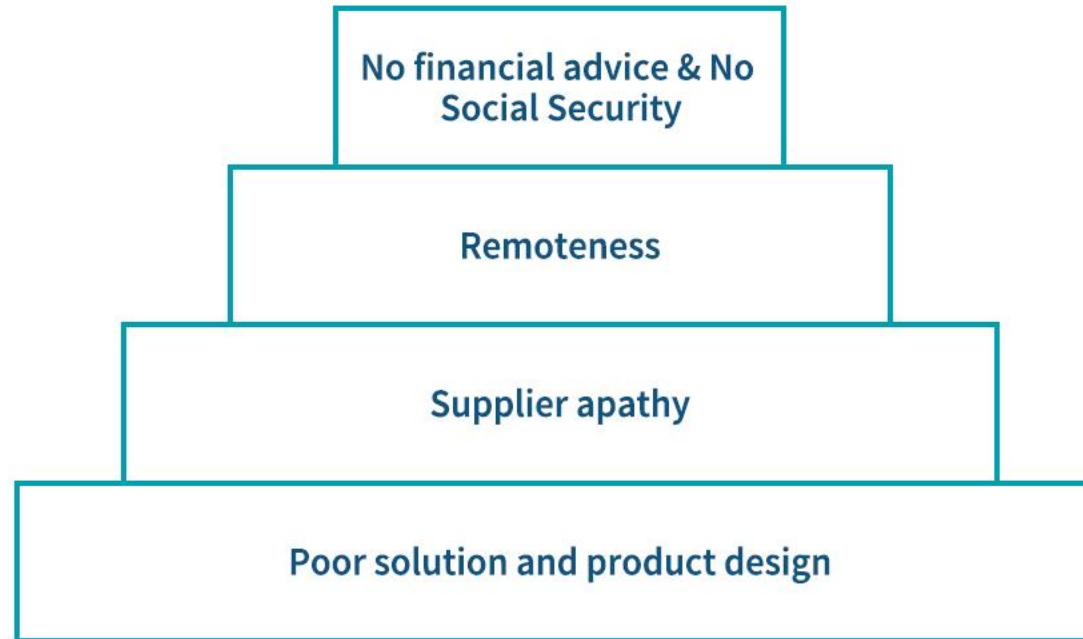 No financial advice & No
Social Security
Remoteness
Supplier apathy
Poor solution and product design